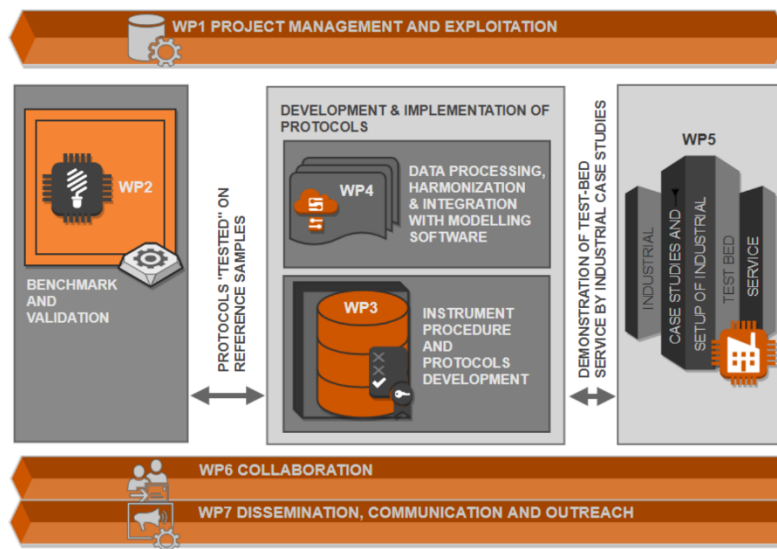 WP1 PROJECT MANAGEMENT AND EXPLOITATION
WP2
BENCHMARK
AND
VALIDATION
PROTOCOLS "TESTED" ON
REFERENCE SAMPLES
DEVELOPMENT & IMPLEMENTATION OF
PROTOCOLS
WP4
DATA PROCESSING,
HARMONIZATION
& INTEGRATION
WITH MODELLING
SOFTWARE
WP3
INSTRUMENT
PROCEDURE
AND
PROTOCOLS
DEVELOPMENT
DEMONSTRATION OF TEST-BED
SERVICE BY INDUSTRIAL CASE STUDIES
WP5
INDUSTRIAL
CASE STUDIES AND
SETUP OF INDUSTRIAL
TEST BED
SERVICE
WP6 COLLABORATION
WP7 DISSEMINATION, COMMUNICATION AND OUTREACH